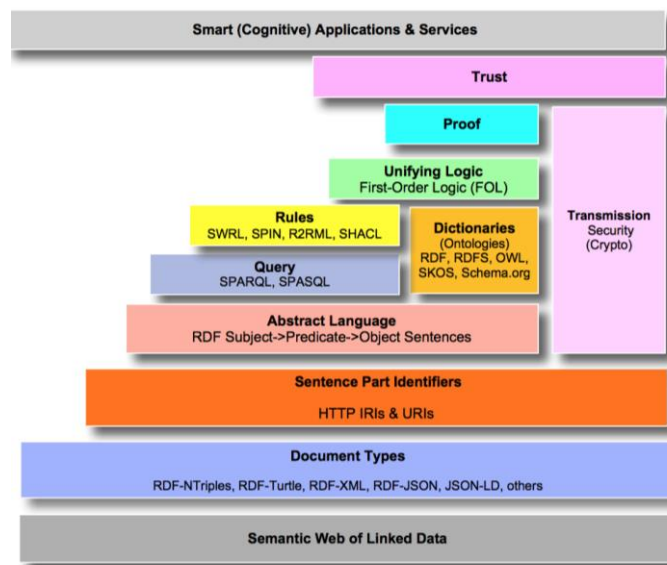 Smart (Cognitive) Applications & Services
Trust
Proof
Unifying Logic
First-Order Logic (FOL)
Rules
SWRL, SPIN, R2RML, SHACL
Dictionaries
(Ontologies)
RDF, RDFS, OWL,
SKOS, Schema.org
Transmission
Security
(Crypto)
Query
SPARQL, SPASQL
Abstract Language
RDF Subject->Predicate->Object Sentences
Sentence Part Identifiers
HTTP IRIs & URIs
Document Types
RDF-NTriples, RDF-Turtle, RDF-XML, RDF-JSON, JSON-LD, others
Semantic Web of Linked Data